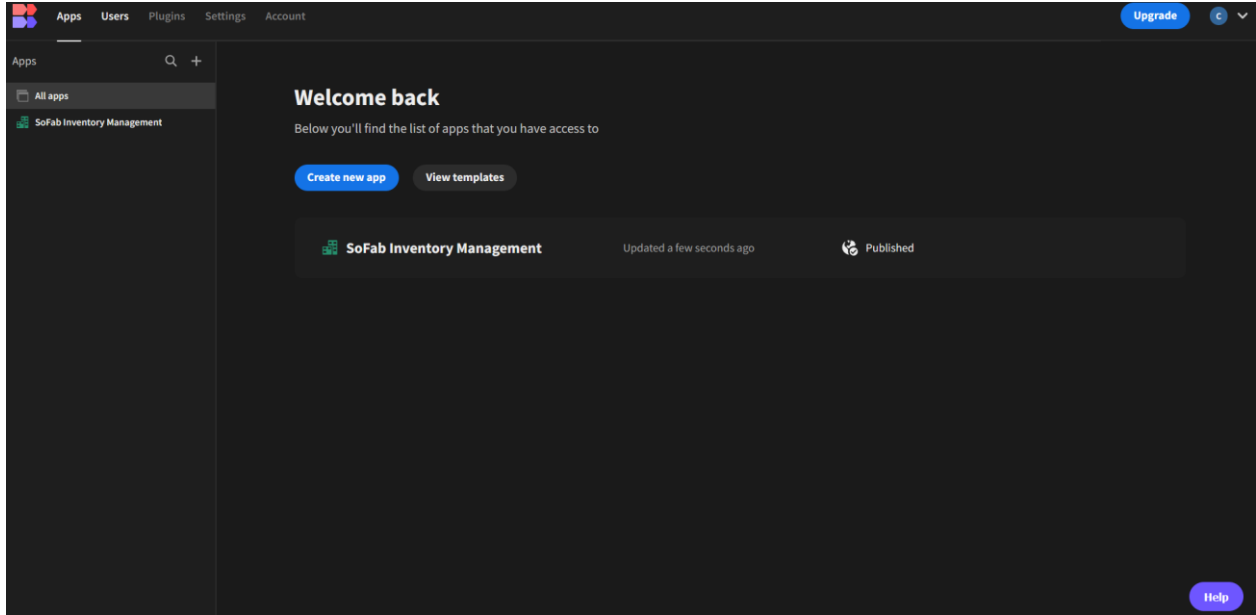 Apps Users Plugins Settings Account Upgrade C
Apps
All apps
SoFab Inventory Management
Welcome back
Below you'll find the list of apps that you have access to
Create new app View templates
SoFab Inventory Management Updated a few seconds ago Published
Help